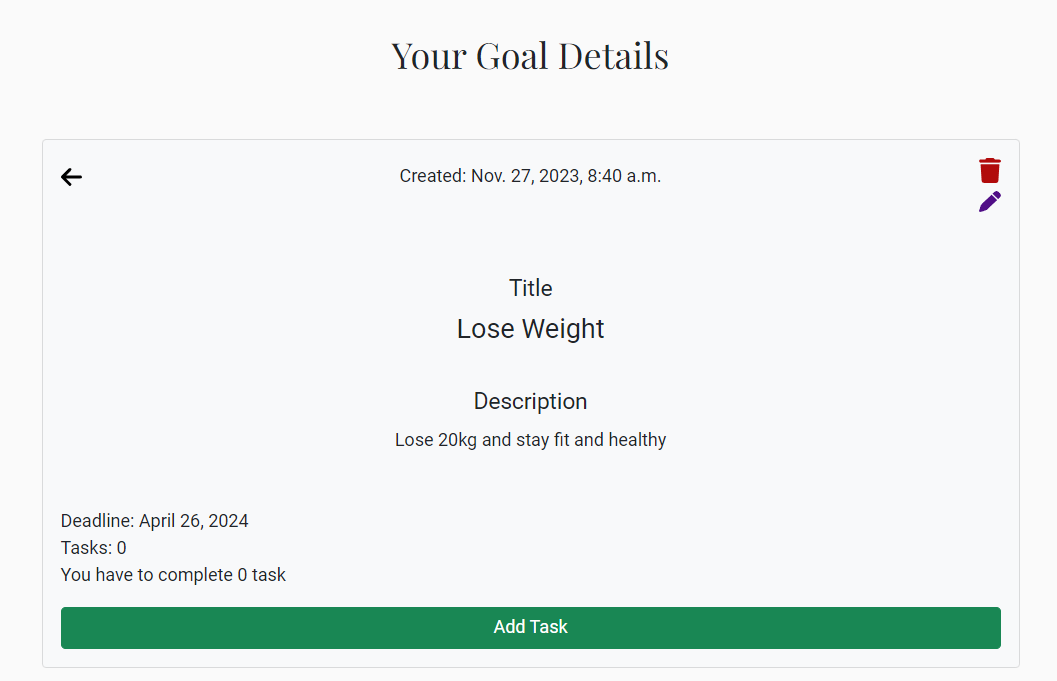 Your Goal Details
Created: Nov. 27, 2023, 8:40 a.m.
Title
Lose Weight
Description
Lose 20kg and stay fit and healthy
Deadline: April 26, 2024
Tasks: 0
You have to complete 0 task
Add Task